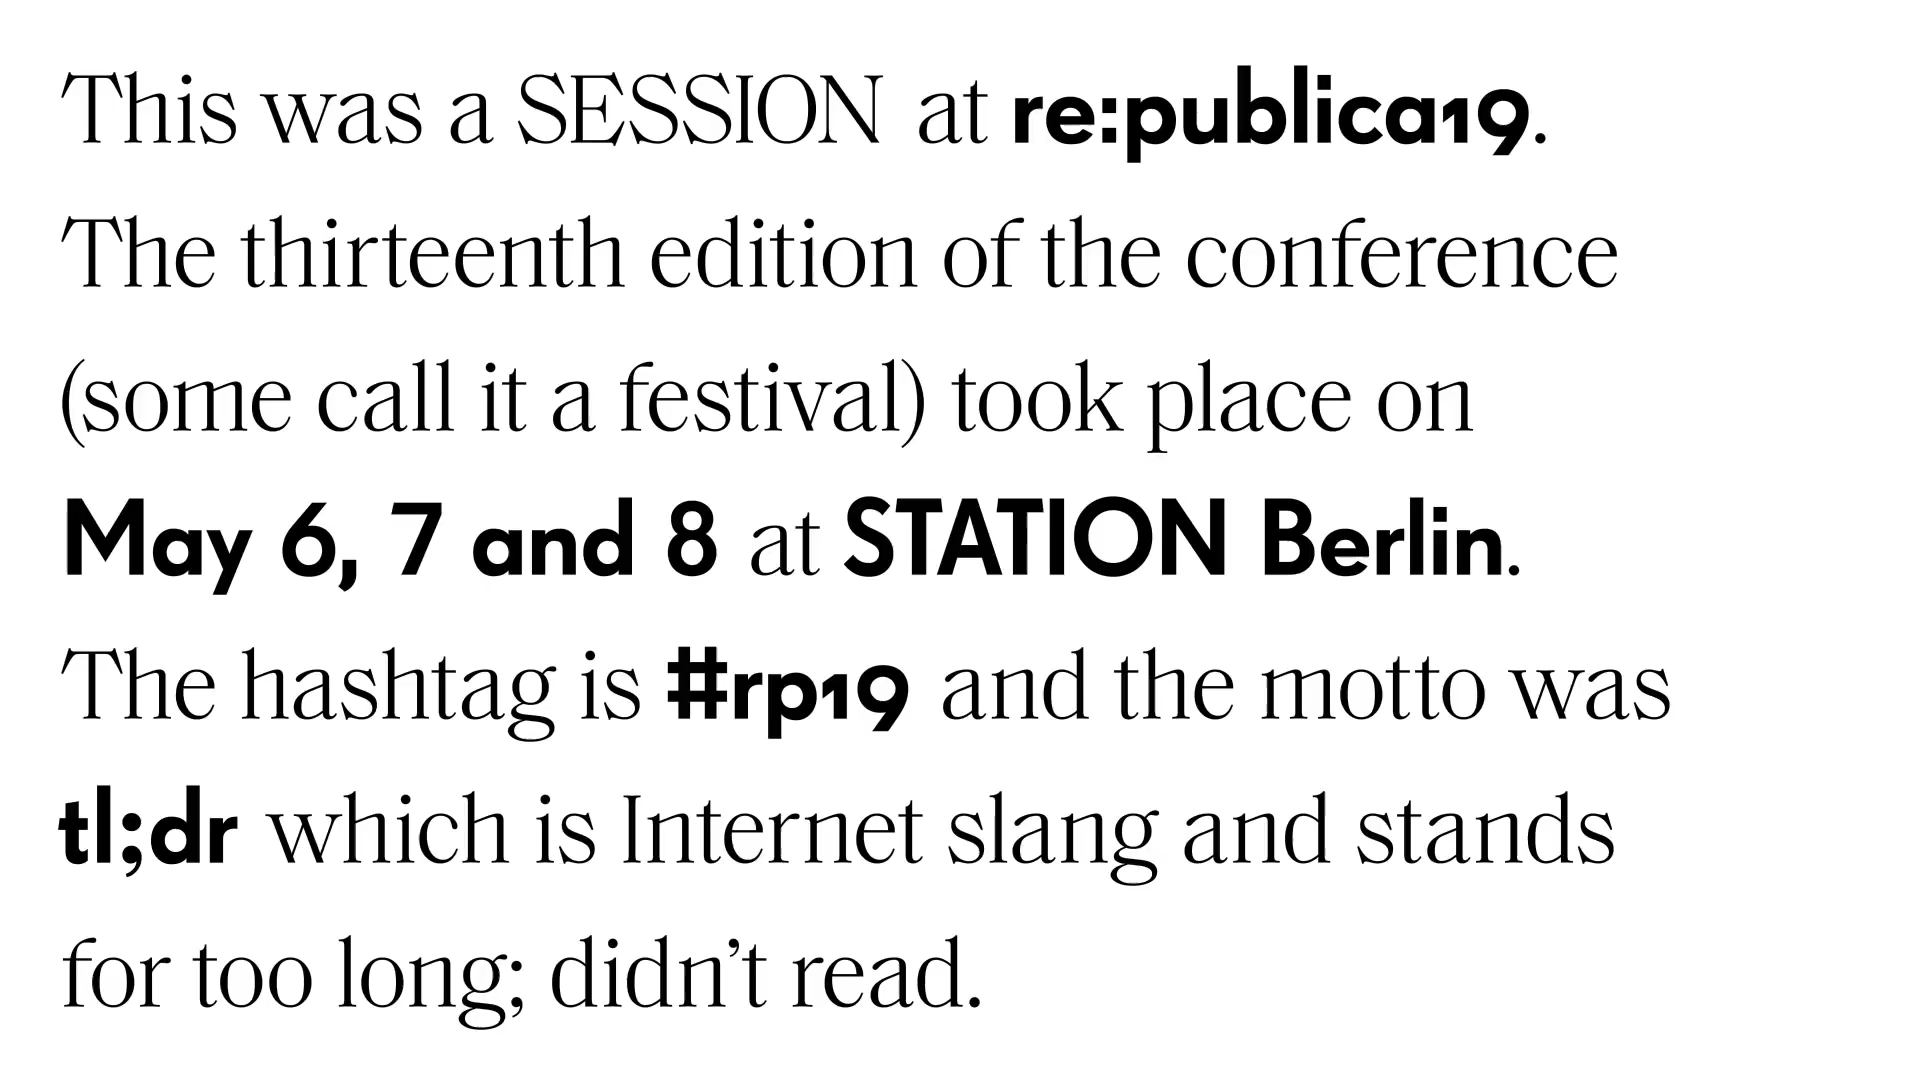 This was a SESSION at re:publica19.
The thirteenth edition of the conference
(some call it a festival) took place on
May 6, 7 and 8 at STATION Berlin.
The hashtag is #rp19 and the motto was
tl;dr which is Internet slang and stands
for too long; didn’t read.